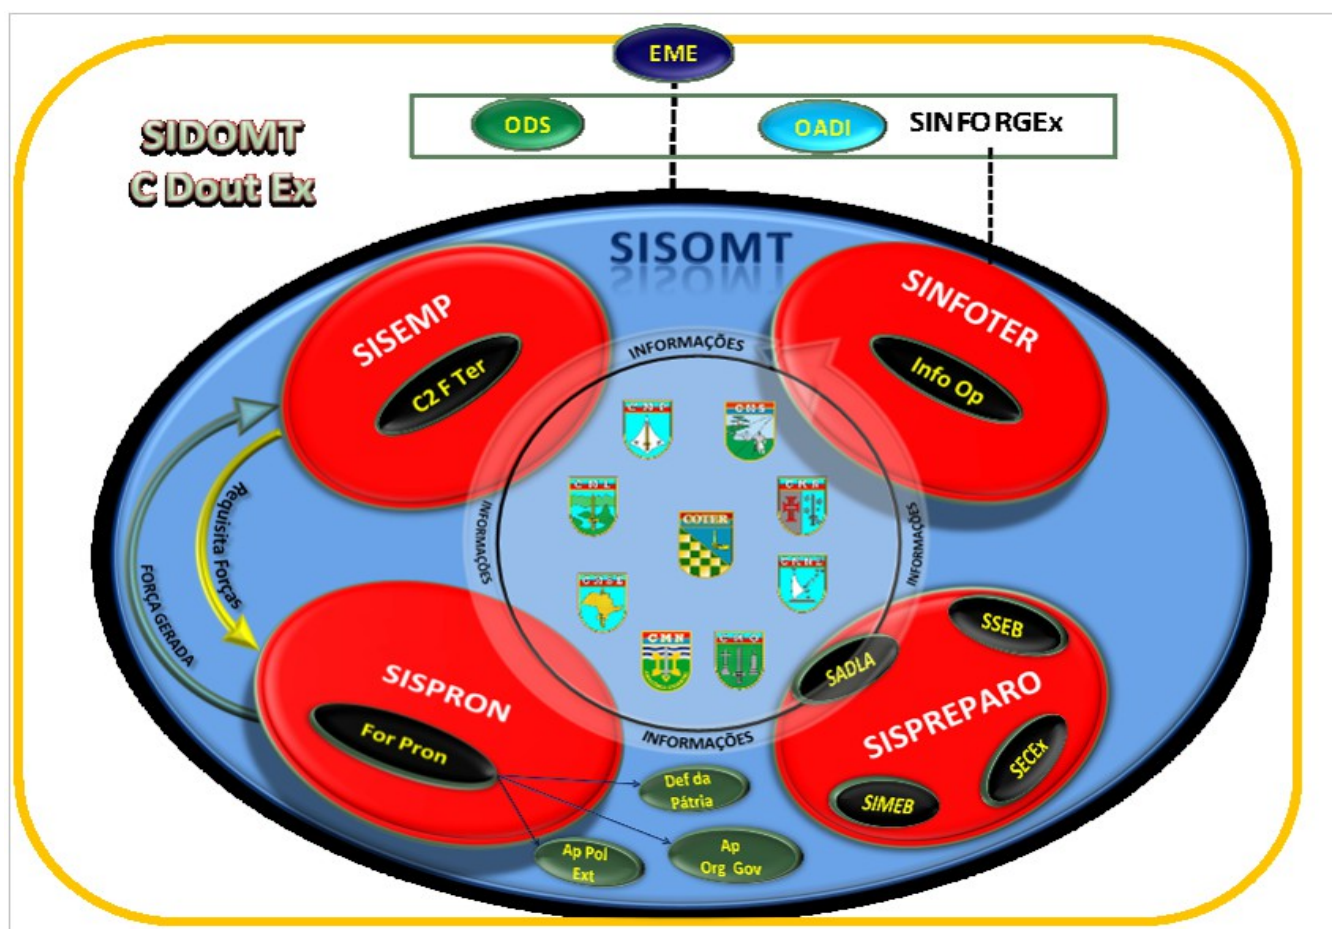 EME
ODS
OADI
SINFORGEx
SIDOMT
C Dout Ex
SISOMT
SISEMP
C2 F Ter
SINFOTER
Info Op
INFORMAÇÕES
INFORMAÇÕES
INFORMAÇÕES
INFORMAÇÕES
COTER
CMS
CMN
Requisita Forças
FORÇA GERADA
SISPRON
For Pron
SADLA
SSEB
SISPREPARO
SECEx
SIMEB
Def da
Pátria
Ap Pol
Ext
Ap
Org Gov